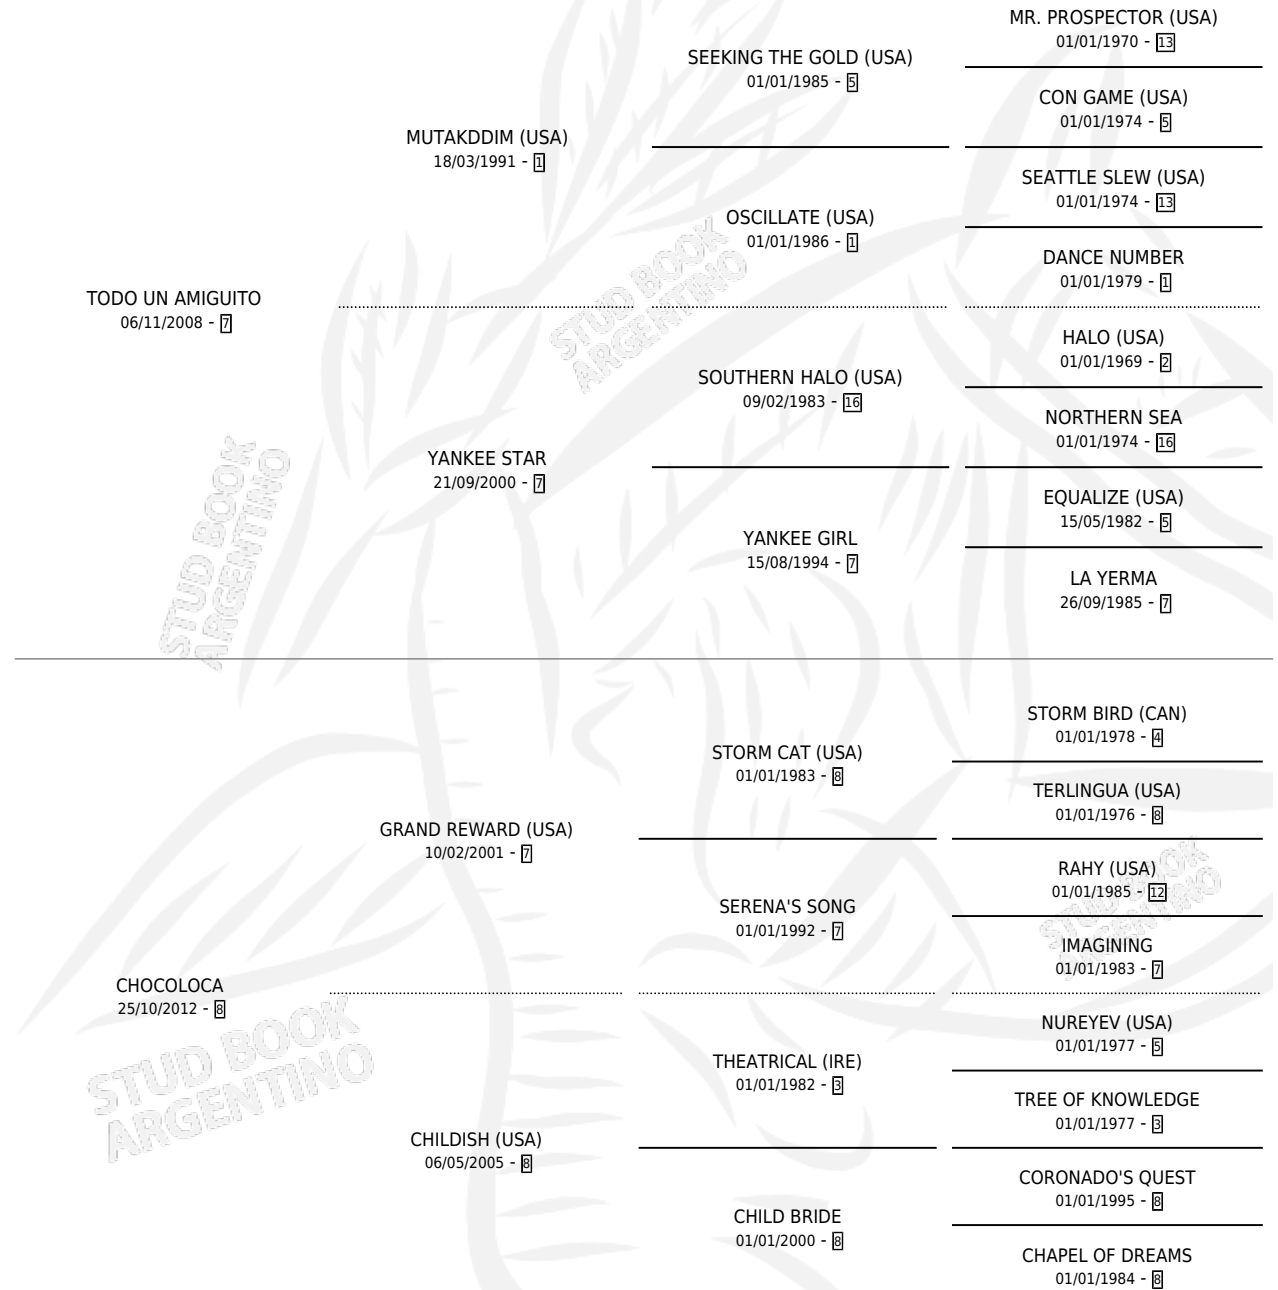 MR. PROSPECTOR (USA)
01/01/1970 - 13
SEEKING THE GOLD (USA)
01/01/1985 - 5
CON GAME (USA)
01/01/1974 - 5
MUTAKDDIM (USA)
18/03/1991 - 1
SEATTLE SLEW (USA)
01/01/1974 - 13
OSCILLATE (USA)
01/01/1986 - 1
DANCE NUMBER
01/01/1979 - 1
TODO UN AMIGUITO
06/11/2008 - 7
HALO (USA)
01/01/1969 - 2
SOUTHERN HALO (USA)
09/02/1983 - 16
NORTHERN SEA
01/01/1974 - 16
YANKEE STAR
21/09/2000 - 7
EQUALIZE (USA)
15/05/1982 - 5
YANKEE GIRL
15/08/1994 - 7
LA YERMA
26/09/1985 - 7
STORM BIRD (CAN)
01/01/1978 - 4
STORM CAT (USA)
01/01/1983 - 8
TERLINGUA (USA)
01/01/1976 - 8
GRAND REWARD (USA)
10/02/2001 - 7
RAHY (USA)
01/01/1985 - 12
SERENA'S SONG
01/01/1992 - 7
IMAGINING
01/01/1983 - 7
CHOCOLOCA
25/10/2012 - 8
NUREYEV (USA)
01/01/1977 - 5
THEATRICAL (IRE)
01/01/1982 - 3
TREE OF KNOWLEDGE
01/01/1977 - 3
CHILDISH (USA)
06/05/2005 - 8
CORONADO'S QUEST
01/01/1995 - 8
CHILD BRIDE
01/01/2000 - 8
CHAPEL OF DREAMS
01/01/1984 - 8
STUD BOOK
ARGENTINO
STUD BOOK
ARGENTINO
STUD BOOK
ARGENTINO
STUD BOOK
ARGENTINO